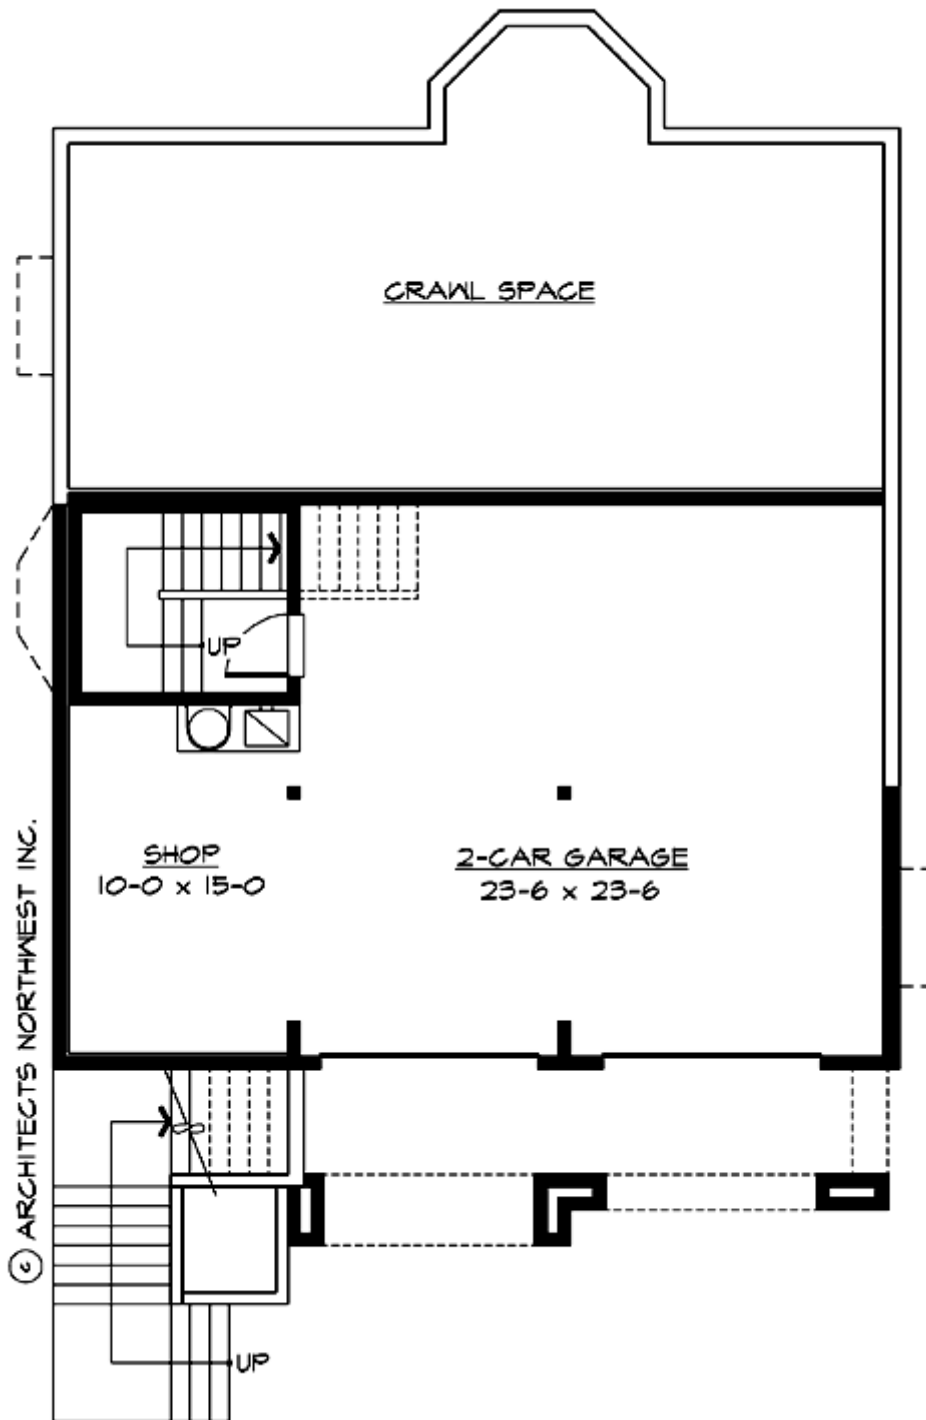 CRAWL SPACE
UP
SHOP
10-0 x 15-0
2-CAR GARAGE
23-6 x 23-6
© ARCHITECTS NORTHWEST INC.
UP